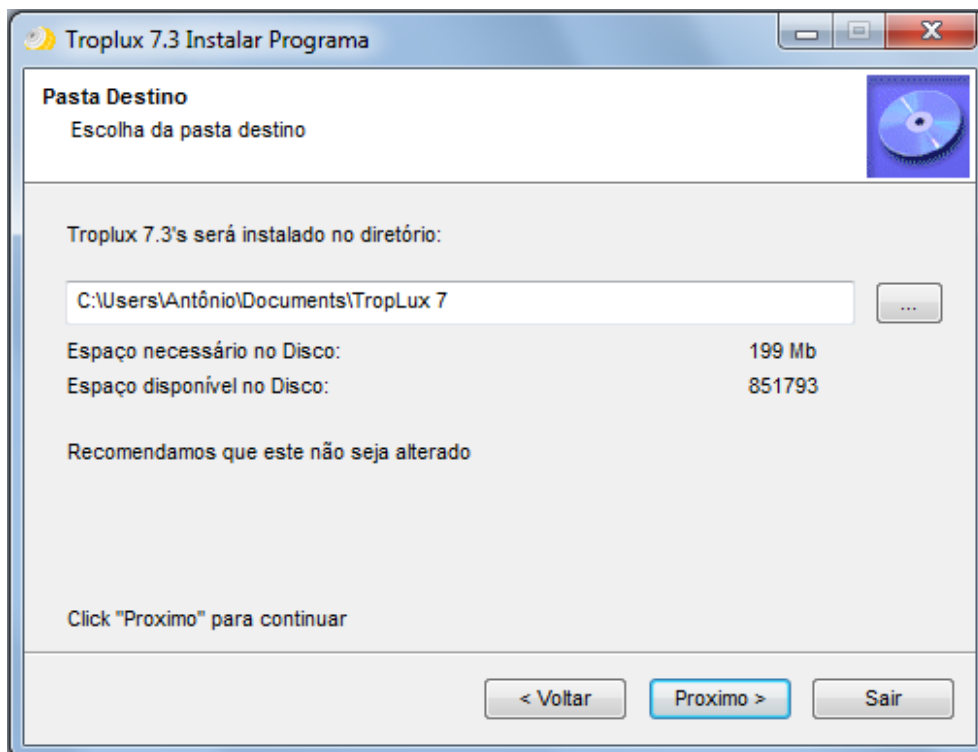 Troplux 7.3 Instalar Programa
Pasta Destino
Escolha da pasta destino
Troplux 7.3's será instalado no diretório:
C:\Users\Antônio\Documents\TropLux 7
...
Espaço necessário no Disco: 199 Mb
Espaço disponível no Disco: 851793
Recomendamos que este não seja alterado
Click "Proximo" para continuar
< Voltar Proximo > Sair